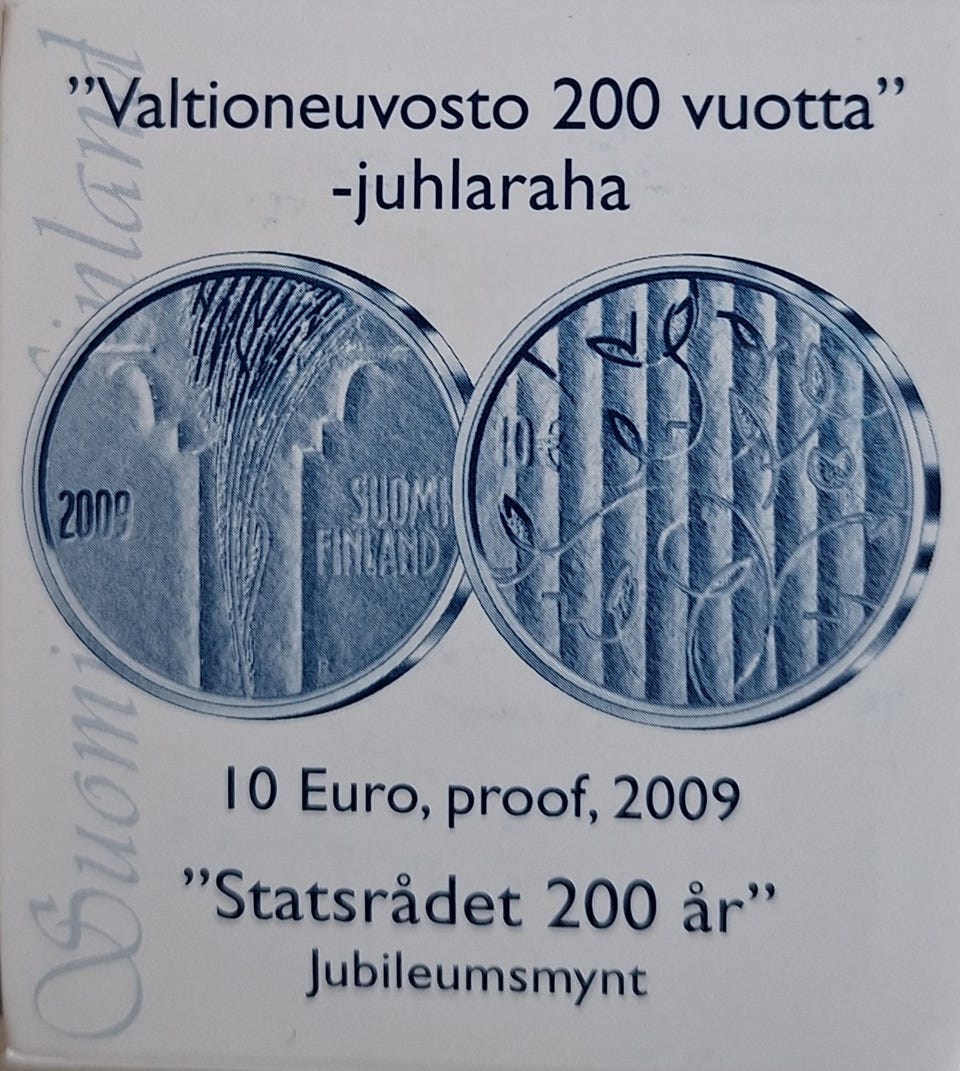 ”Valtioneuvosto 200 vuotta”
-juhlaraha
Suomi Finland
2009
SUOMI
FINLAND
10
10 Euro, proof, 2009
”Statsrådet 200 år”
Jubileumsmynt